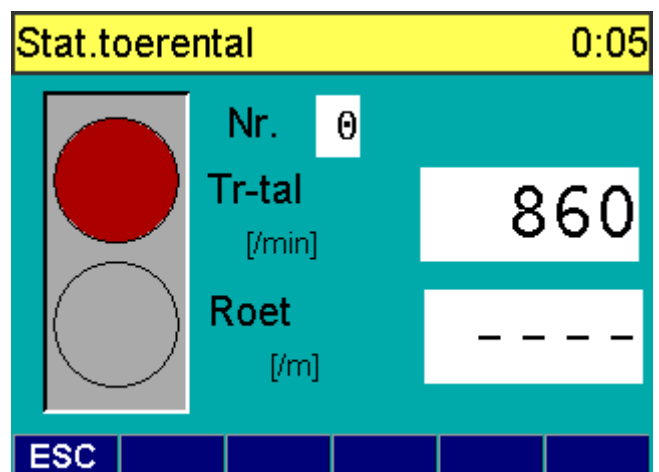 Stat.toerental 0:05
Nr. 0
Tr-tal 860
[/min]
Roet - - - -
[/m]
ESC